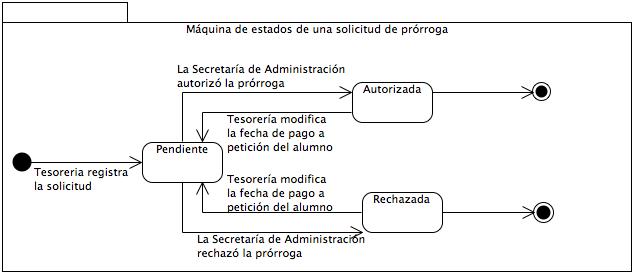 Máquina de estados de una solicitud de prórroga
La Secretaría de Administración
autorizó la prórroga
Autorizada
Tesorería modifica
la fecha de pago a
petición del alumno
Pendiente
Tesoreria registra
la solicitud
Tesorería modifica
la fecha de pago a
petición del alumno
Rechazada
La Secretaría de Administración
rechazó la prórroga